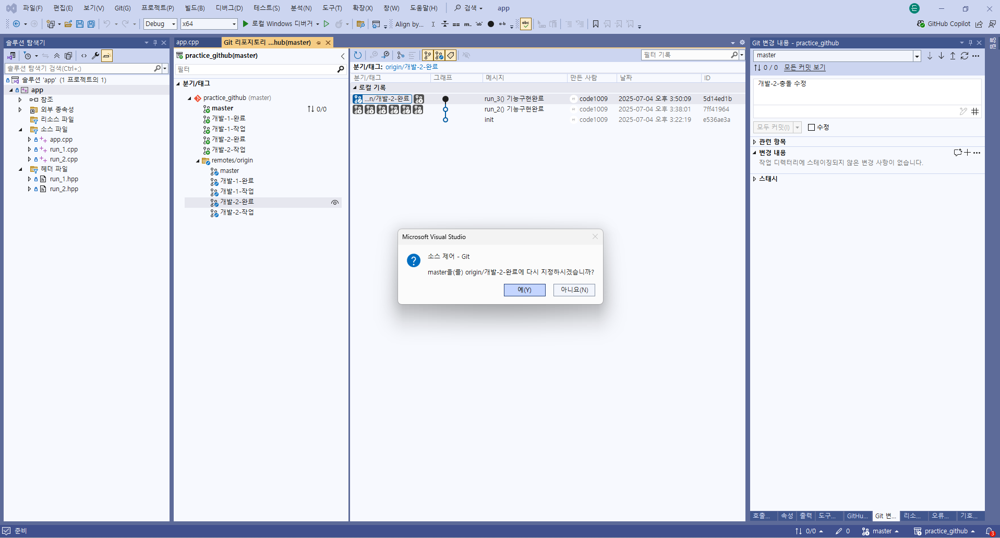 파일(F) 편집(E) 보기(V) Git(G) 프로젝트(P) 빌드(B) 디버그(D) 테스트(S) 분석(N) 도구(T) 확장(X) 창(W) 도움말(H) 검색 app
Debug x64 로컬 Windows 디버거 Align by... GitHub Copilot
솔루션 탐색기
솔루션 탐색기 검색(Ctrl+;)
솔루션 'app' (1 프로젝트의 1)
app
참조
외부 종속성
리소스 파일
소스 파일
app.cpp
run_1.cpp
run_2.cpp
헤더 파일
run_1.hpp
run_2.hpp
app.cpp Git 리포지토리 ...hub(master)
practice_github(master)
필터
분기/태그
practice_github (master)
master 0/0
개발-1-완료
개발-1-작업
개발-2-완료
개발-2-작업
remotes/origin
master
개발-1-완료
개발-1-작업
개발-2-완료
개발-2-작업
필터 기록
분기/태그: origin/개발-2-완료
분기/태그 그래프 메시지 만든 사람 날짜 ID
로컬 기록
...n/개발-2-완료 run_3() 기능구현완료 code1009 2025-07-04 오후 3:50:09 5d14ed1b
run_2() 기능구현완료 code1009 2025-07-04 오후 3:38:01 7ff41964
init code1009 2025-07-04 오후 3:22:19 e536ae3a
Microsoft Visual Studio
소스 제어 - Git
master을(를) origin/개발-2-완료에 다시 지정하시겠습니까?
예(Y) 아니요(N)
Git 변경 내용 - practice_github
master
0 / 0 모든 커밋 보기
개발-2-충돌 수정
모두 커밋(I) 수정
관련 항목
변경 내용
작업 디렉터리에 스테이징되지 않은 변경 사항이 없습니다.
스태시
호출... 속성 출력 도구... GitHu... Git 변... 리소... 오류... 기호...
알림
준비 0/0 0 master practice_github 3